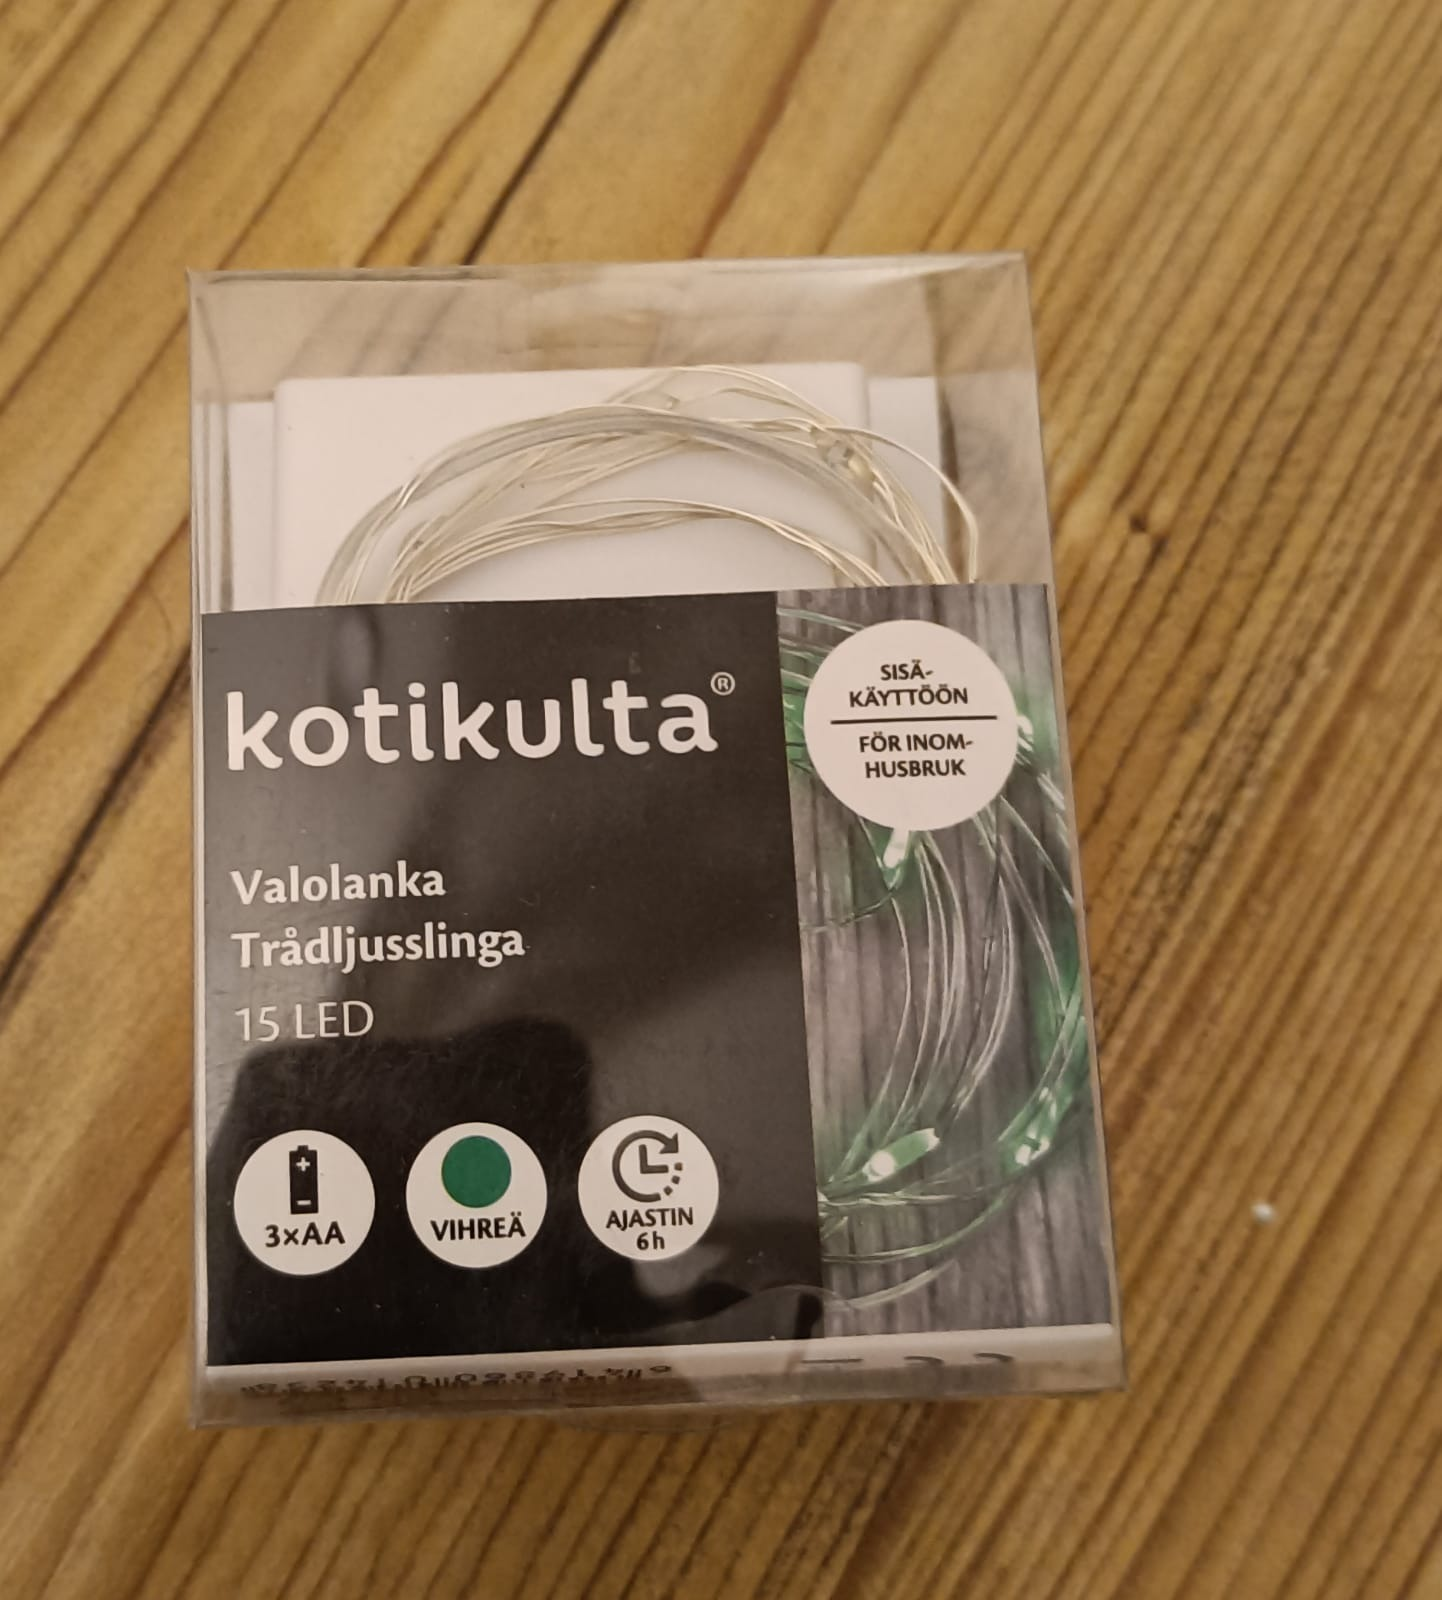 kotikulta®
SISÄ-
KÄYTTÖÖN
FÖR INOM-
HUSBRUK
Valolanka
Trådljusslinga
15 LED
+
-
3×AA
VIHREÄ
AJASTIN
6h